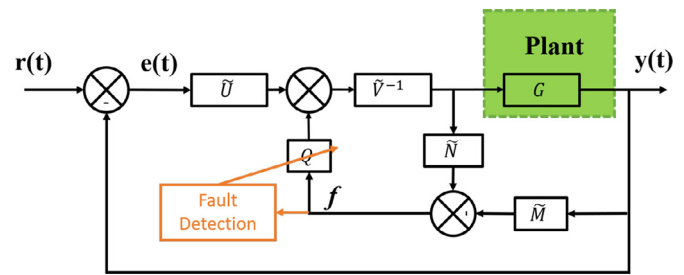 Plant
r(t)
e(t)
y(t)
Ũ
Ṽ⁻¹
G
-
Q
Ñ
Fault
Detection
f
M̃
-